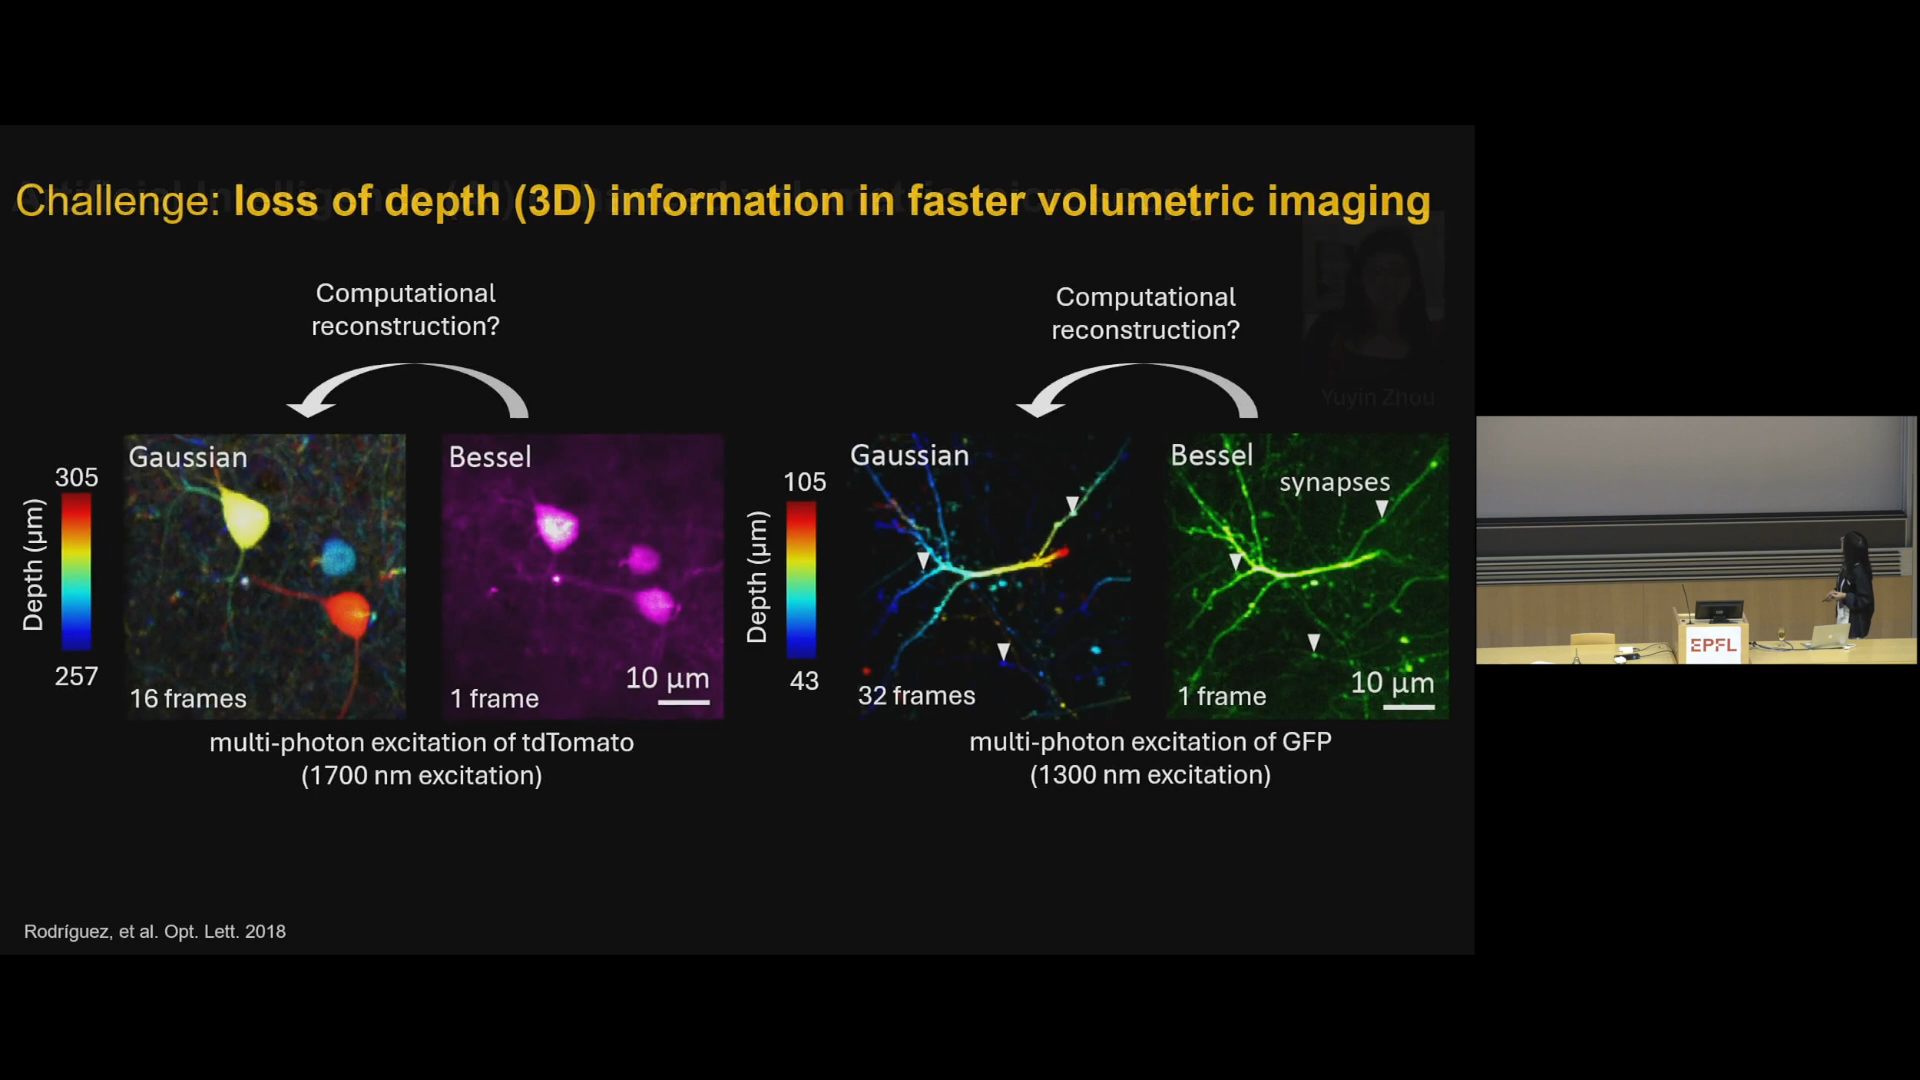 Challenge: loss of depth (3D) information in faster volumetric imaging
Computational
reconstruction?
Computational
reconstruction?
Yuyin Zhou
Gaussian
Bessel
305
Depth (µm)
257
16 frames
1 frame
10 µm
multi-photon excitation of tdTomato
(1700 nm excitation)
Gaussian
Bessel
synapses
105
Depth (µm)
43
32 frames
1 frame
10 µm
multi-photon excitation of GFP
(1300 nm excitation)
Rodríguez, et al. Opt. Lett. 2018
EPFL